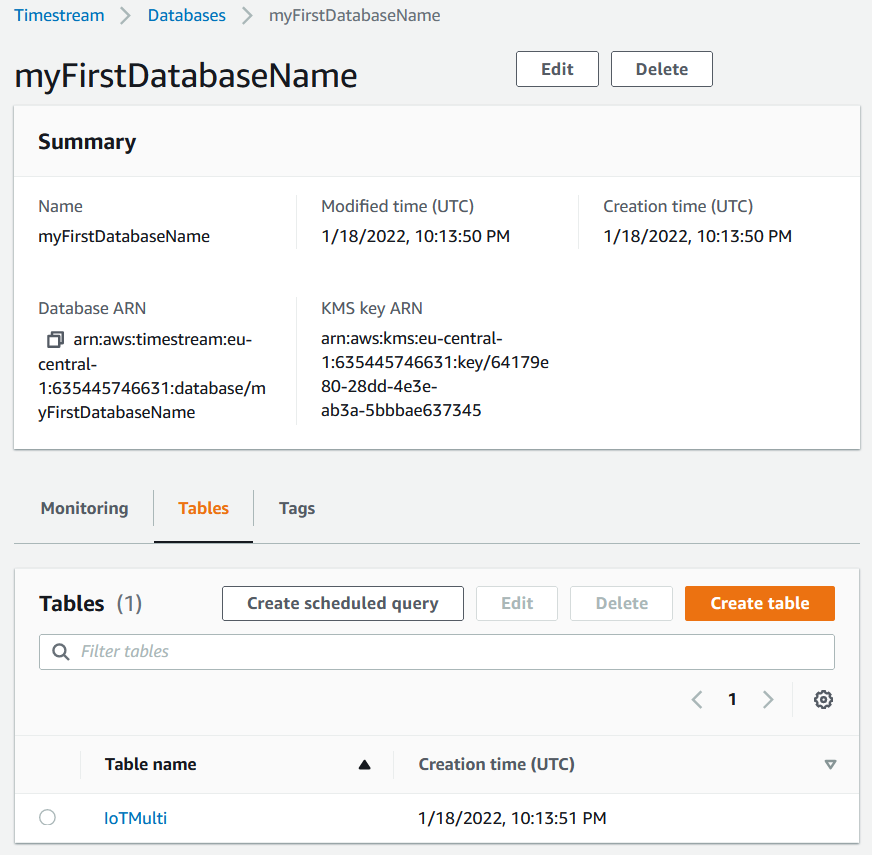 Timestream > Databases > myFirstDatabaseName
myFirstDatabaseName
Edit
Delete
Summary
Name
myFirstDatabaseName
Modified time (UTC)
1/18/2022, 10:13:50 PM
Creation time (UTC)
1/18/2022, 10:13:50 PM
Database ARN
arn:aws:timestream:eu-
central-
1:635445746631:database/m
yFirstDatabaseName
KMS key ARN
arn:aws:kms:eu-central-
1:635445746631:key/64179e
80-28dd-4e3e-
ab3a-5bbbae637345
Monitoring
Tables
Tags
Tables (1)
Create scheduled query
Edit
Delete
Create table
Filter tables
1
Table name
Creation time (UTC)
IoTMulti
1/18/2022, 10:13:51 PM